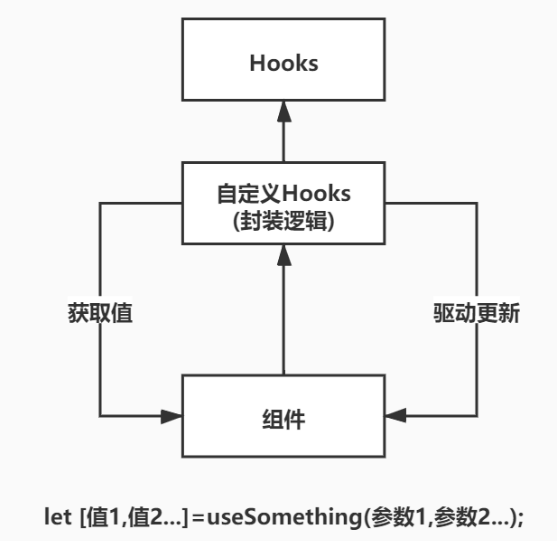 Hooks
自定义Hooks
(封装逻辑)
获取值
驱动更新
组件
let [值1,值2...]=useSomething(参数1,参数2...);